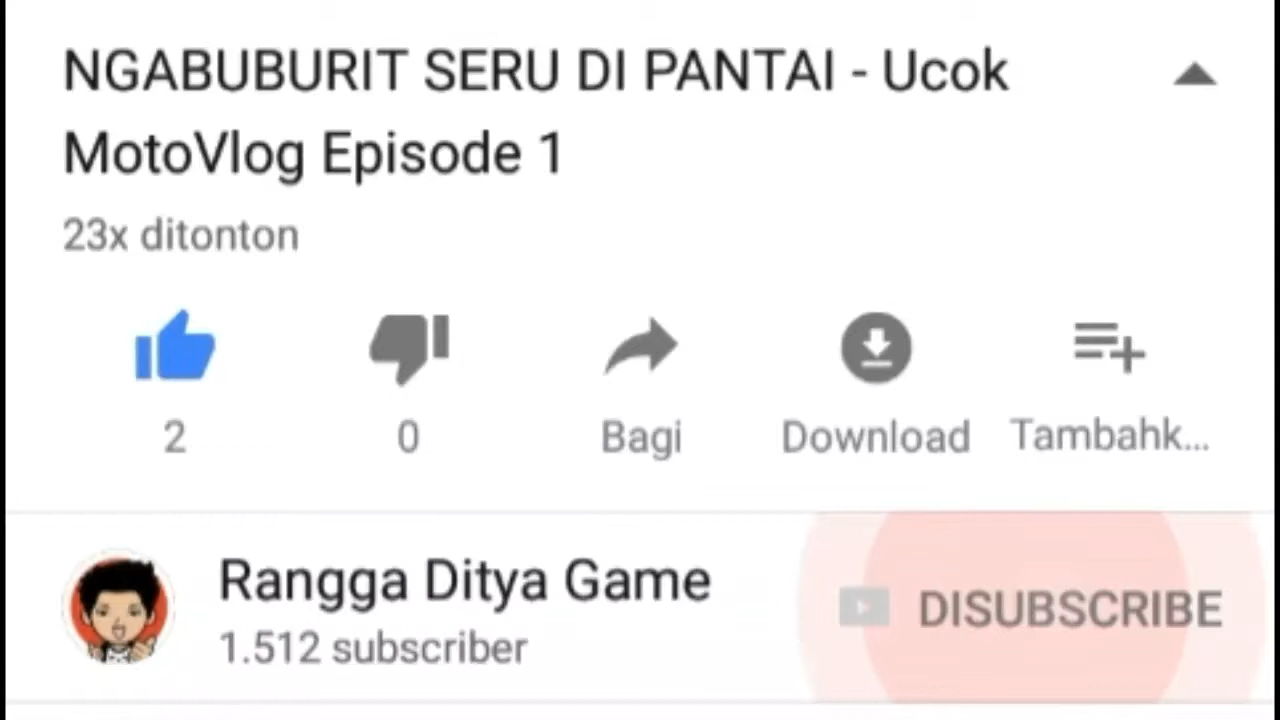 NGABUBURIT SERU DI PANTAI - Ucok
MotoVlog Episode 1
23x ditonton
2
0
Bagi
Download
Tambahk...
Rangga Ditya Game
DISUBSCRIBE
1.512 subscriber